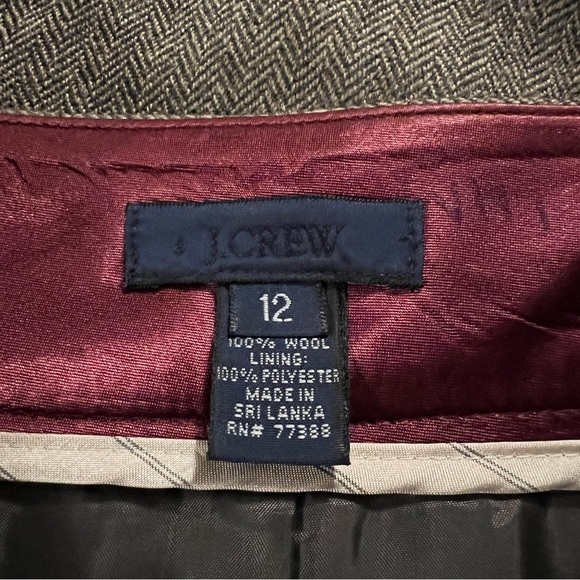 J.CREW
12
100% WOOL
LINING:
100% POLYESTER
MADE IN
SRI LANKA
RN# 77388